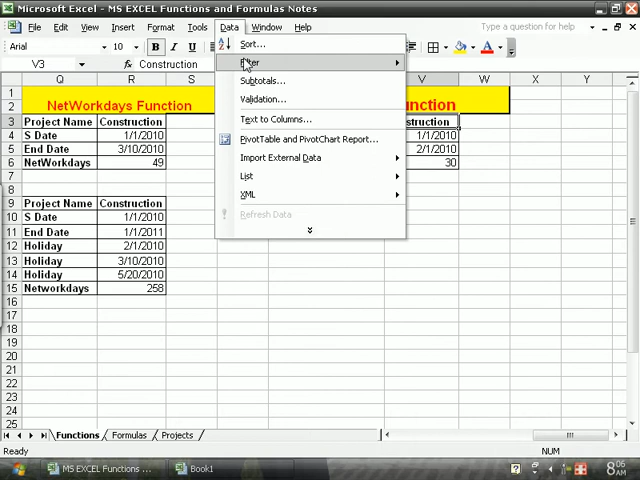 Microsoft Excel - MS EXCEL Functions and Formulas Notes
File Edit View Insert Format Tools Data Window Help
Type a question for help
Arial 10 B I U
V3 Construction
Sort...
Filter
Subtotals...
Validation...
Text to Columns...
PivotTable and PivotChart Report...
Import External Data
List
XML
Refresh Data
Q R S V W X Y
1
2 NetWorkdays Function unction
3 Project Name Construction struction
4 S Date 1/1/2010 1/1/2010
5 End Date 3/10/2010 2/1/2010
6 NetWorkdays 49 30
7
8
9 Project Name Construction
10 S Date 1/1/2010
11 End Date 1/1/2011
12 Holiday 2/1/2010
13 Holiday 3/10/2010
14 Holiday 5/20/2010
15 Networkdays 258
16
17
18
19
20
21
22
23
24
25
Functions Formulas Projects
Ready NUM
MS EXCEL Functions ... Book1 8:06 AM